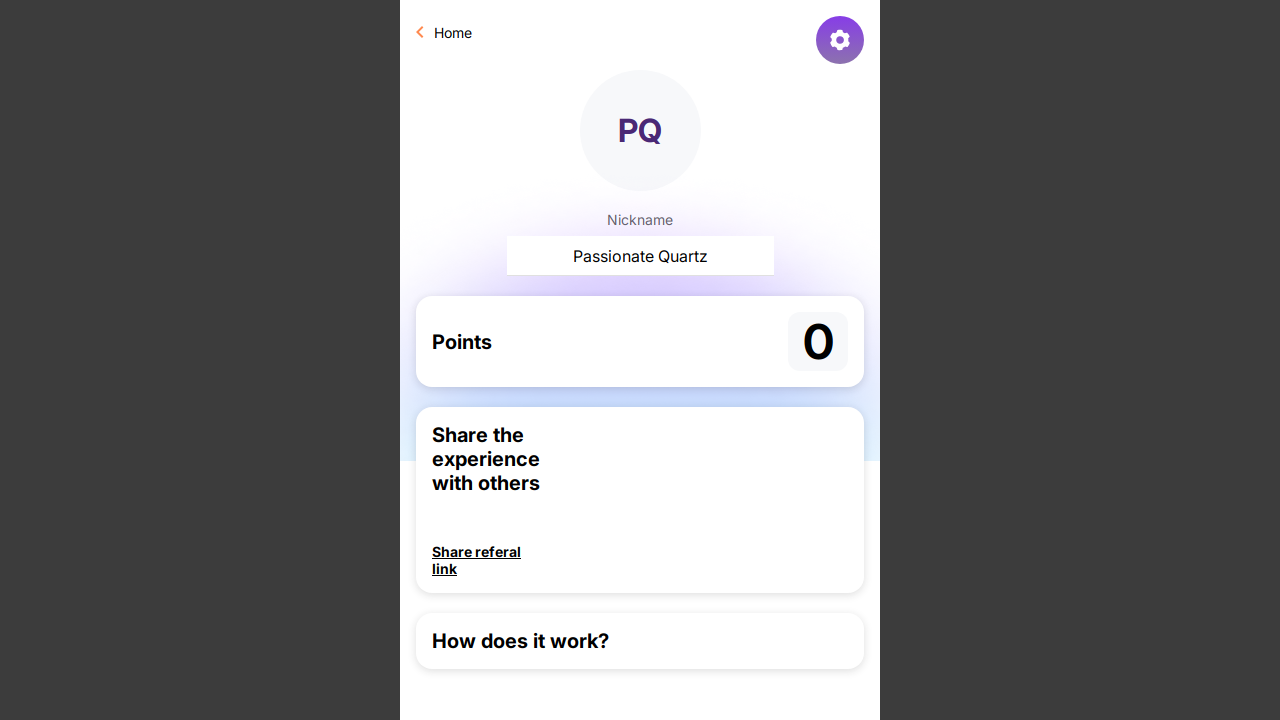 Home
PQ
Nickname
Passionate Quartz
Points
0
Share the
experience
with others
Share referal
link
How does it work?